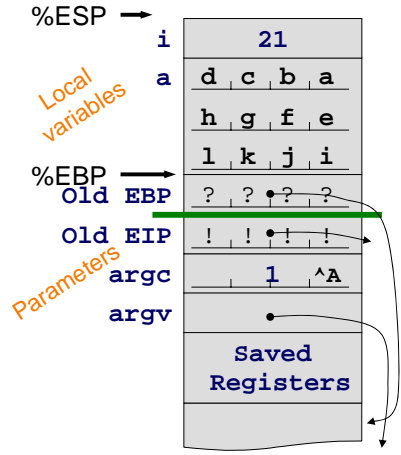 %ESP
i 21
a d c b a
Local variables
h g f e
l k j i
%EBP
Old EBP ? ? ? ?
Old EIP ! ! ! !
Parameters
argc 1 ^A
argv
Saved
Registers